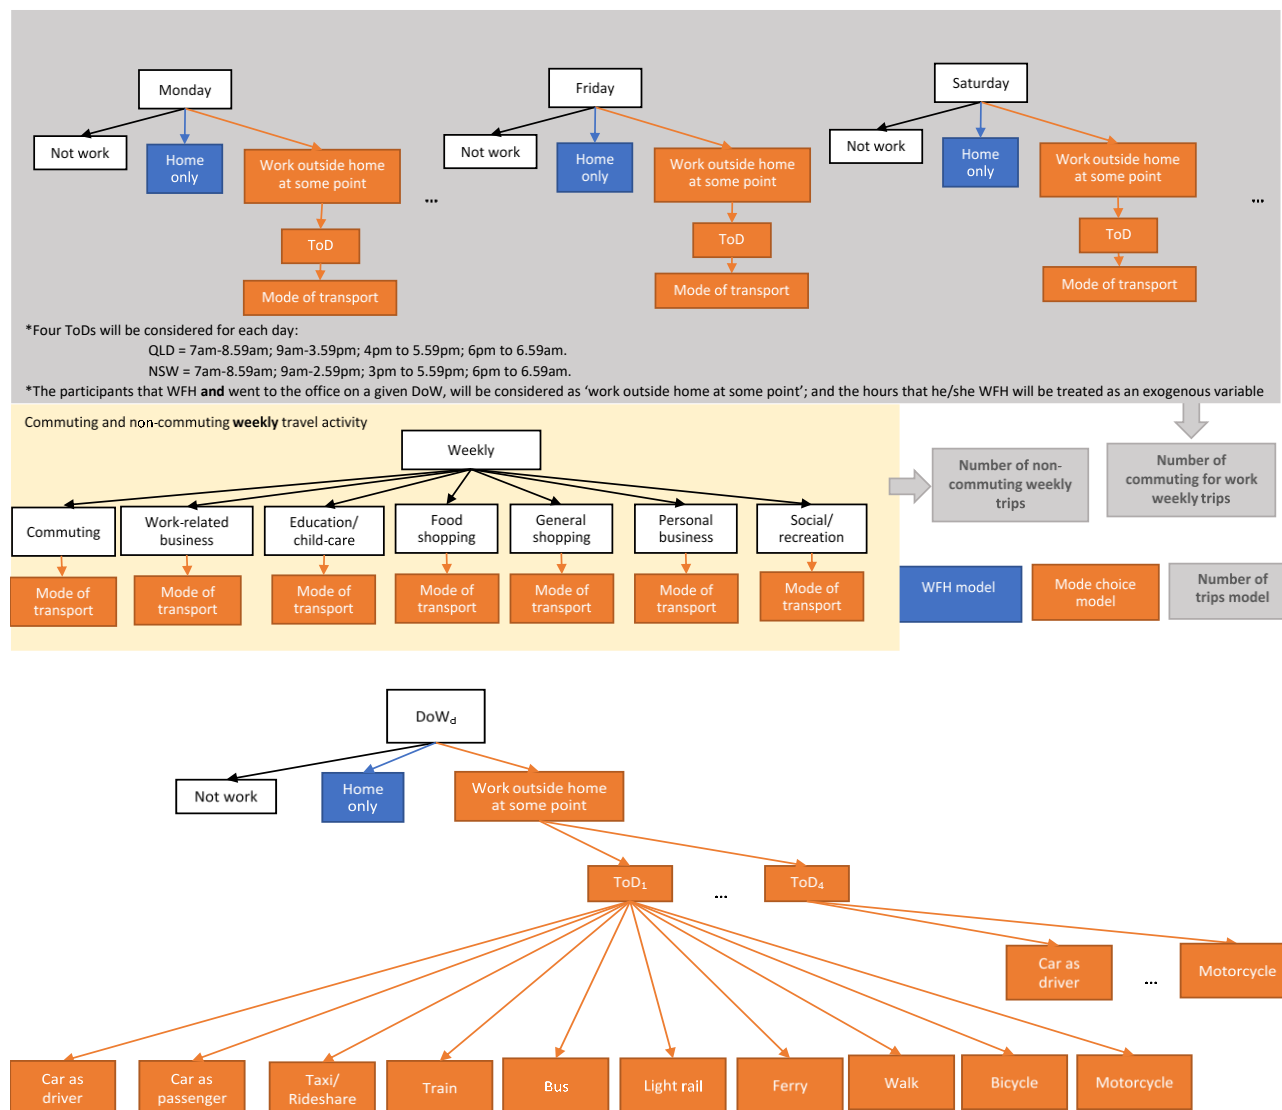 Monday
Friday
Saturday
Not work
Home
only
Work outside home
at some point
Not work
Home
only
Work outside home
at some point
Not work
Home
only
Work outside home
at some point
...
...
ToD
ToD
ToD
Mode of transport
Mode of transport
Mode of transport
*Four ToDs will be considered for each day:
QLD = 7am-8.59am; 9am-3.59pm; 4pm to 5.59pm; 6pm to 6.59am.
NSW = 7am-8.59am; 9am-2.59pm; 3pm to 5.59pm; 6pm to 6.59am.
*The participants that WFH and went to the office on a given DoW, will be considered as ‘work outside home at some point’; and the hours that he/she WFH will be treated as an exogenous variable
Commuting and non-commuting weekly travel activity
Weekly
Number of non-
commuting weekly
trips
Number of
commuting for work
weekly trips
Commuting
Work-related
business
Education/
child-care
Food
shopping
General
shopping
Personal
business
Social/
recreation
Mode of
transport
Mode of
transport
Mode of
transport
Mode of
transport
Mode of
transport
Mode of
transport
Mode of
transport
WFH model
Mode choice
model
Number of
trips model
DoWd
Not work
Home
only
Work outside home
at some point
ToD1
...
ToD4
Car as
driver
...
Motorcycle
Car as
driver
Car as
passenger
Taxi/
Rideshare
Train
Bus
Light rail
Ferry
Walk
Bicycle
Motorcycle